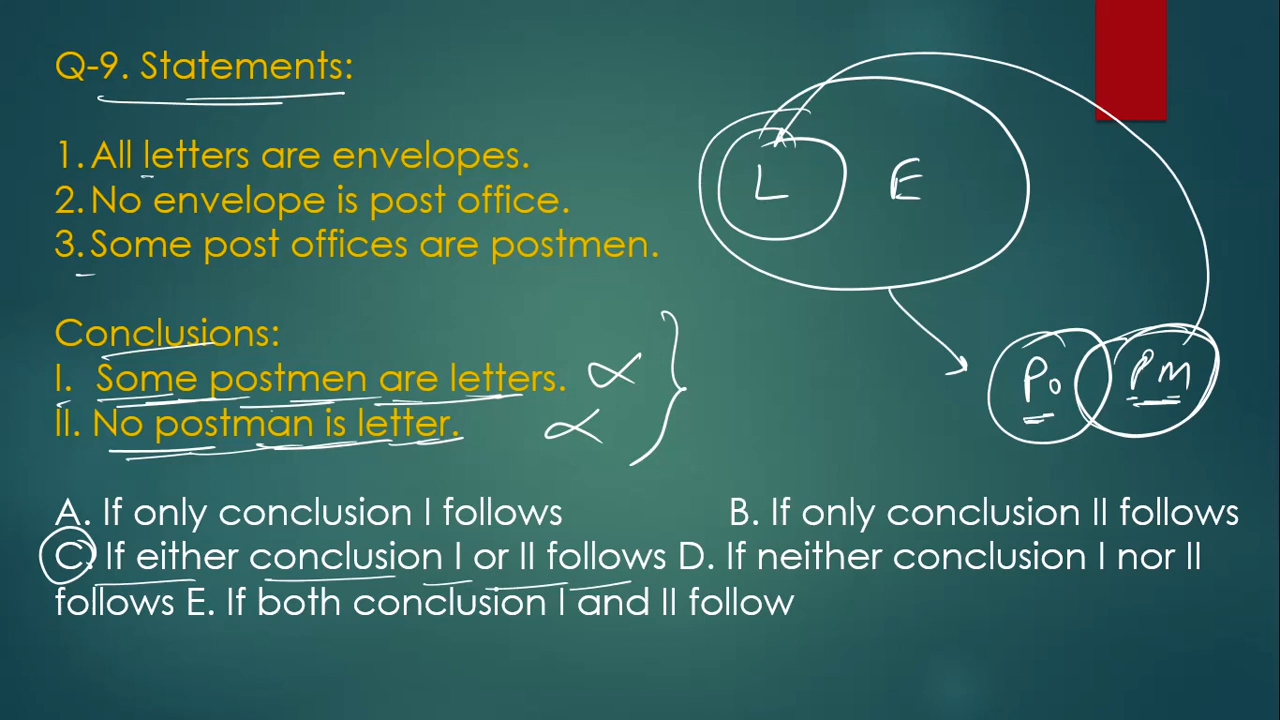 Q-9. Statements:
1. All letters are envelopes.
2. No envelope is post office.
3. Some post offices are postmen.
Conclusions:
I. Some postmen are letters.
II. No postman is letter.
A. If only conclusion I follows B. If only conclusion II follows
C. If either conclusion I or II follows D. If neither conclusion I nor II
follows E. If both conclusion I and II follow
L E
Po PM